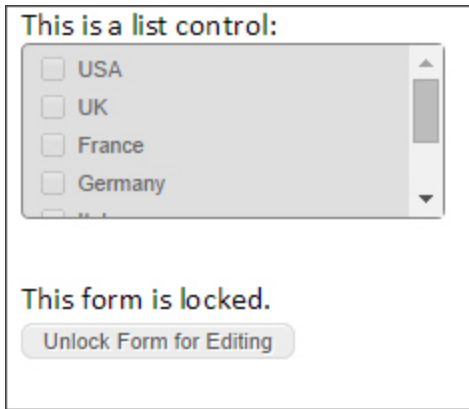 This is a list control:
USA
UK
France
Germany
This form is locked.
Unlock Form for Editing